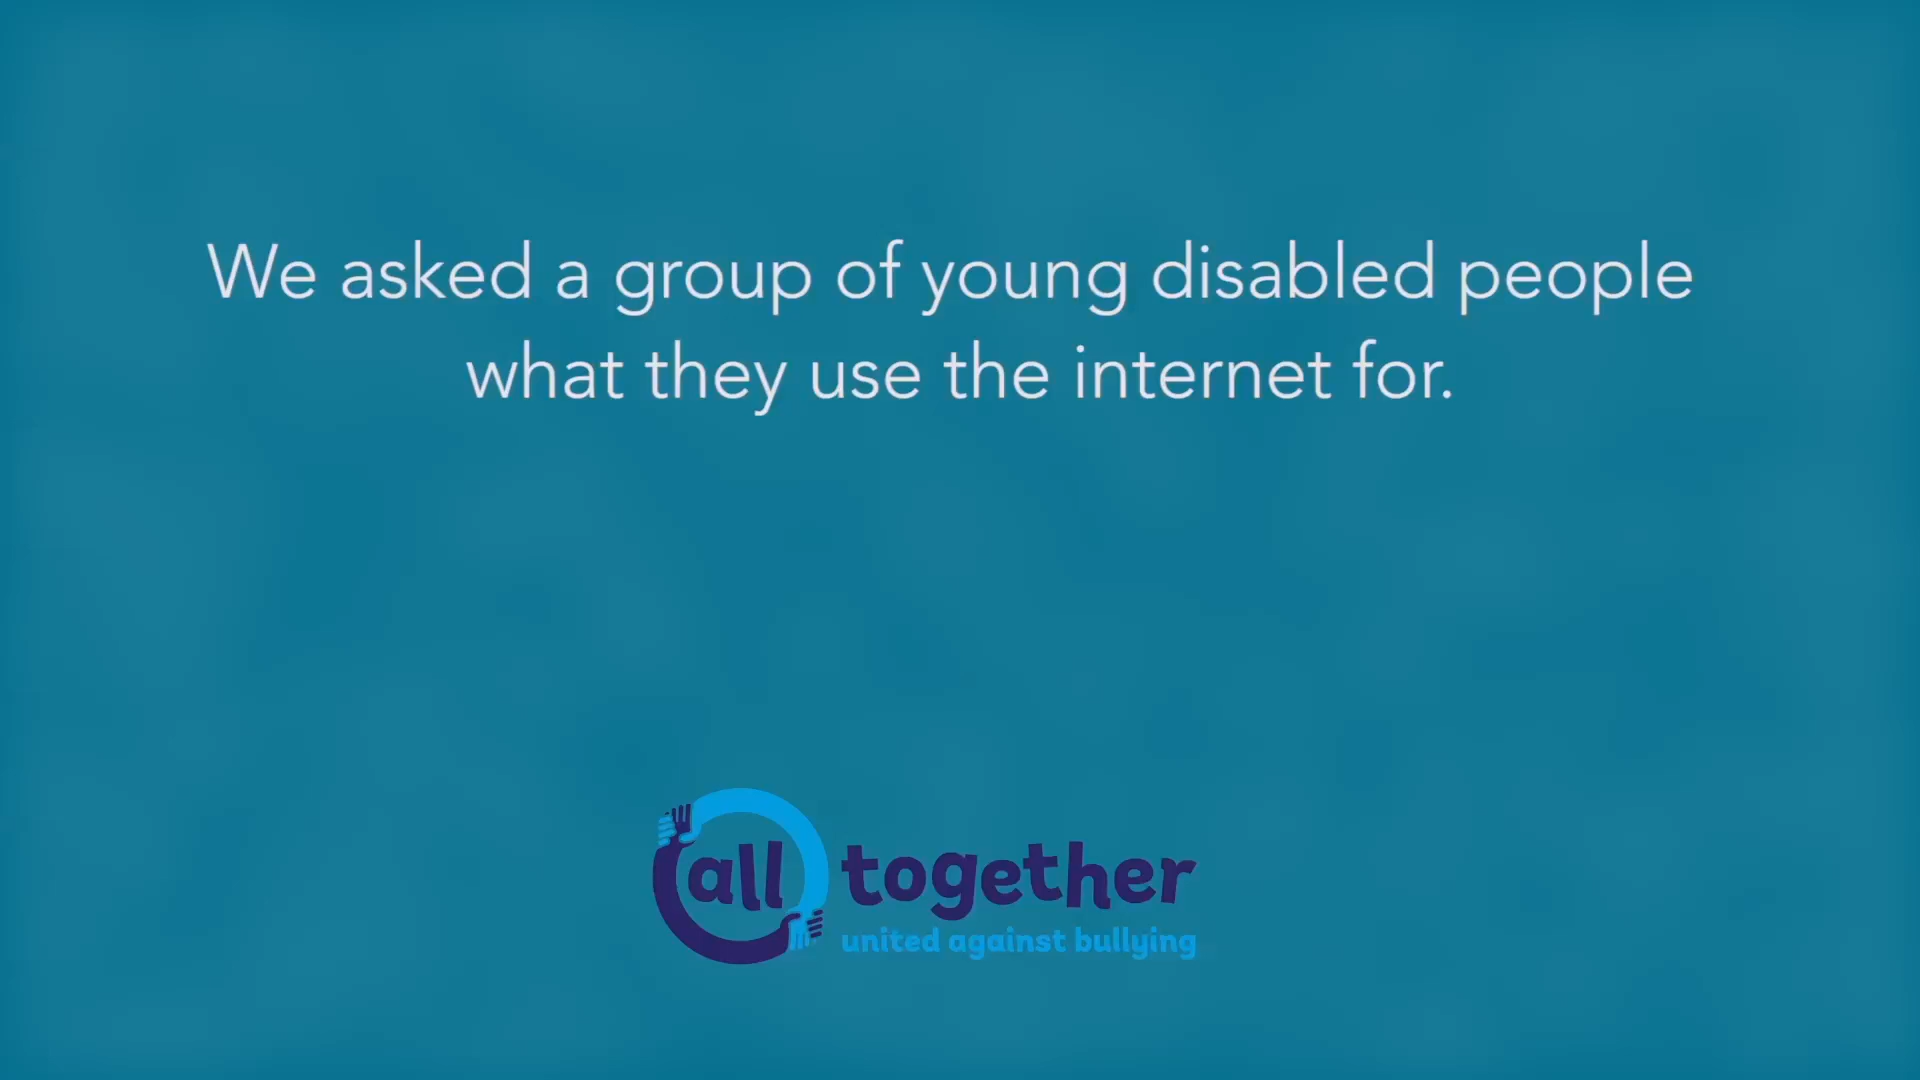 We asked a group of young disabled people
what they use the internet for.
all together
united against bullying